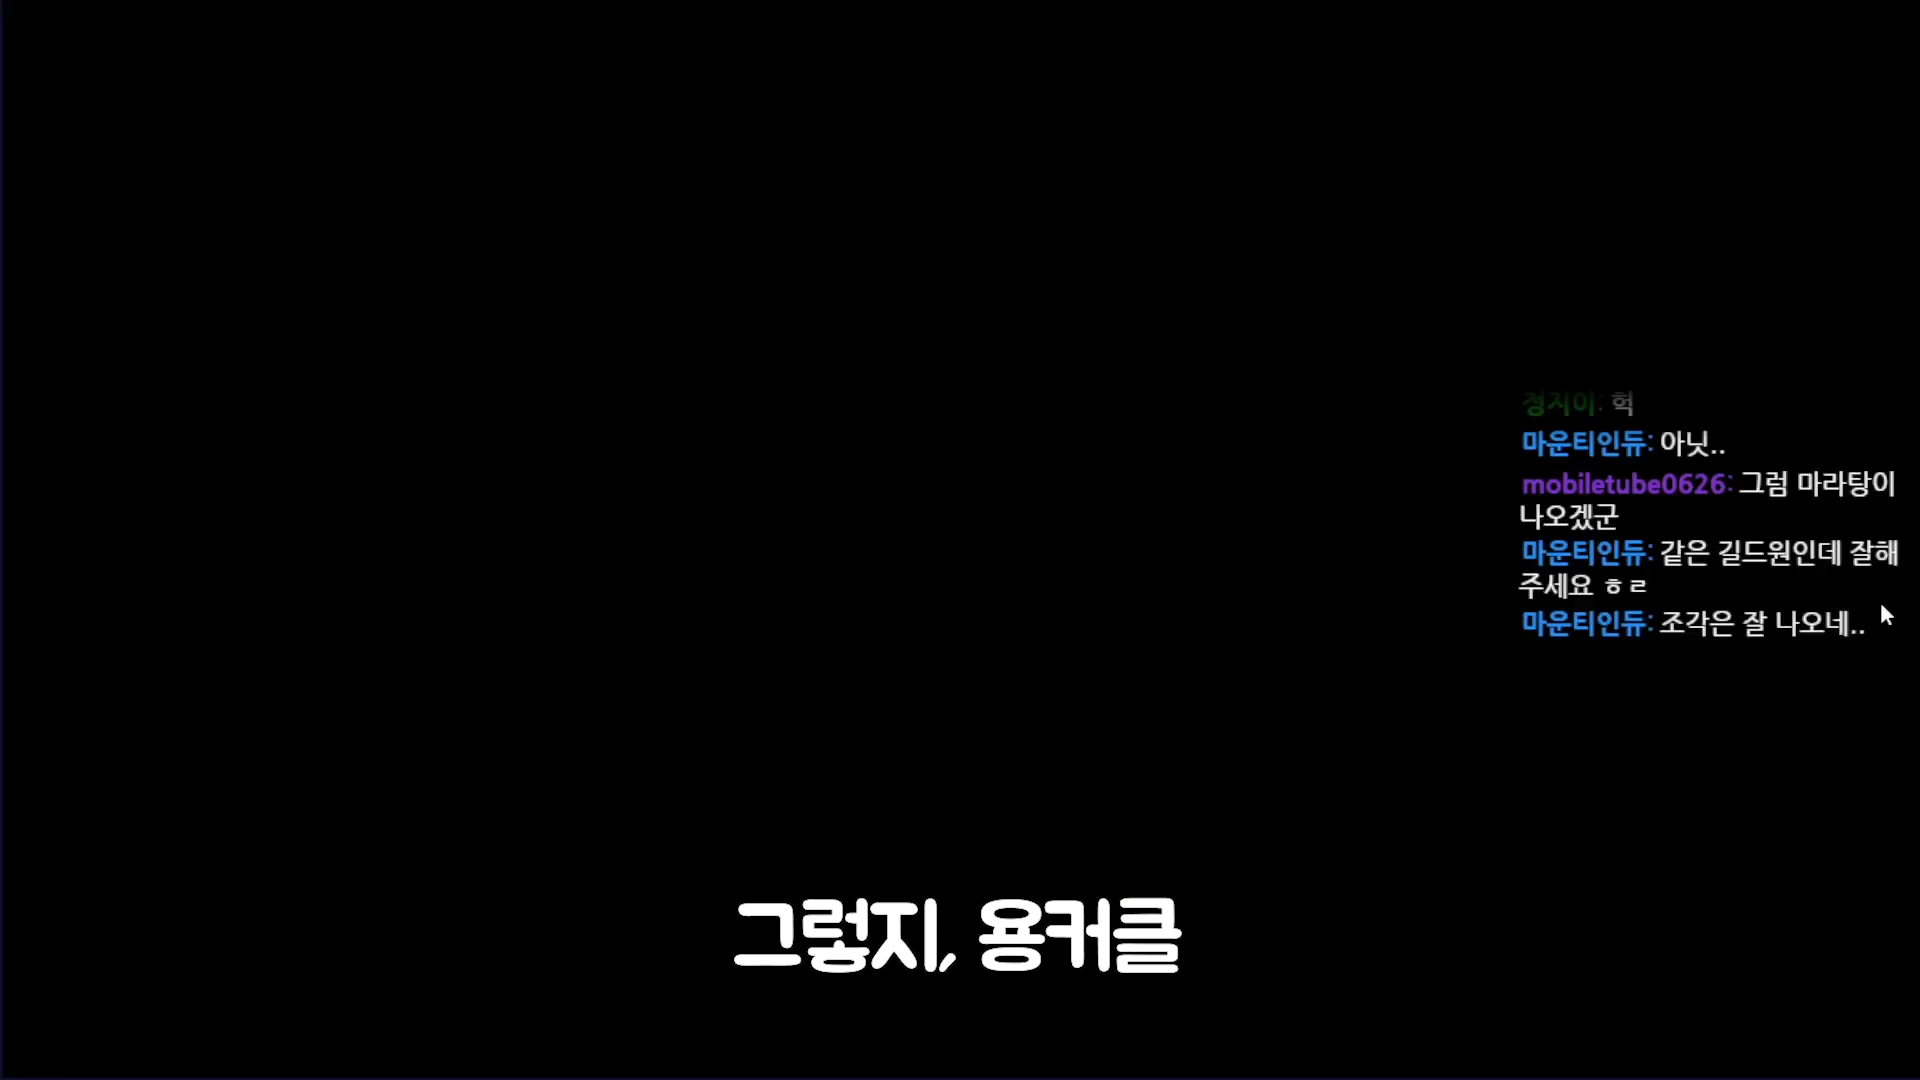 정지이: 헉
마운티인듀: 아닛..
mobiletube0626: 그럼 마라탕이
나오겠군
마운티인듀: 같은 길드원인데 잘해
주세요 ㅎㄹ
마운티인듀: 조각은 잘 나오네..
그렇지, 용커클